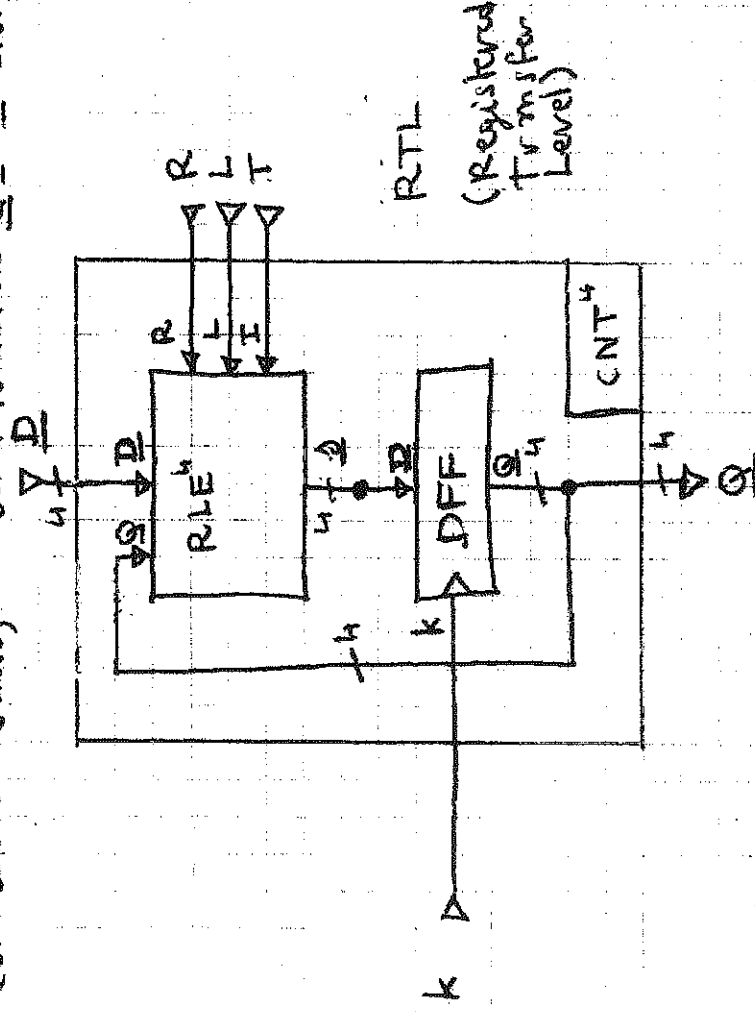 D
4
R
L
I
Q
D
R
L
I
RLE⁴
4
D
RTL
(Registered
Transfer
Level)
4
k
DFF
Q
4
CNT⁴
k
4
Q